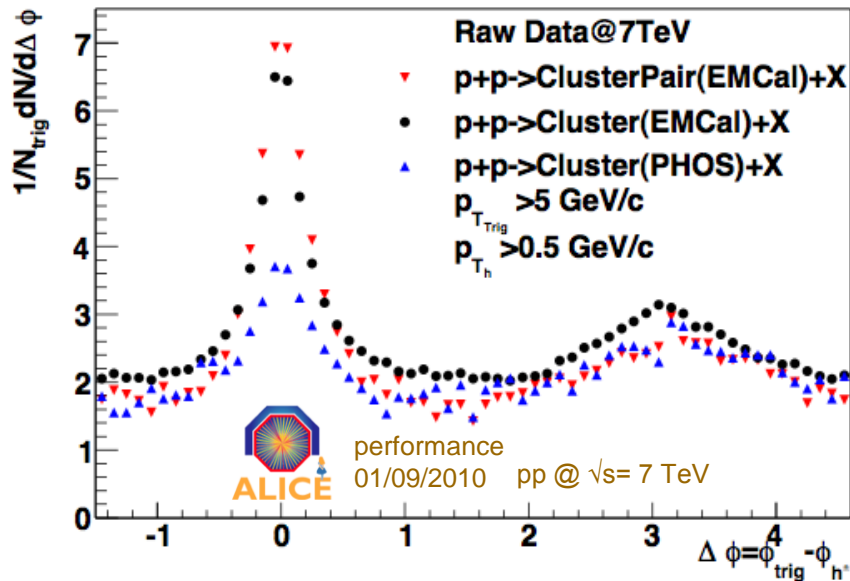 1/N_trig dN/dΔ ϕ
7
6
5
4
3
2
1
0
Raw Data@7TeV
p+p->ClusterPair(EMCal)+X
p+p->Cluster(EMCal)+X
p+p->Cluster(PHOS)+X
p_T_Trig >5 GeV/c
p_T_h >0.5 GeV/c
ALICE
performance
01/09/2010
pp @ √s= 7 TeV
-1 0 1 2 3 4
Δ ϕ=ϕ_trig-ϕ_h±